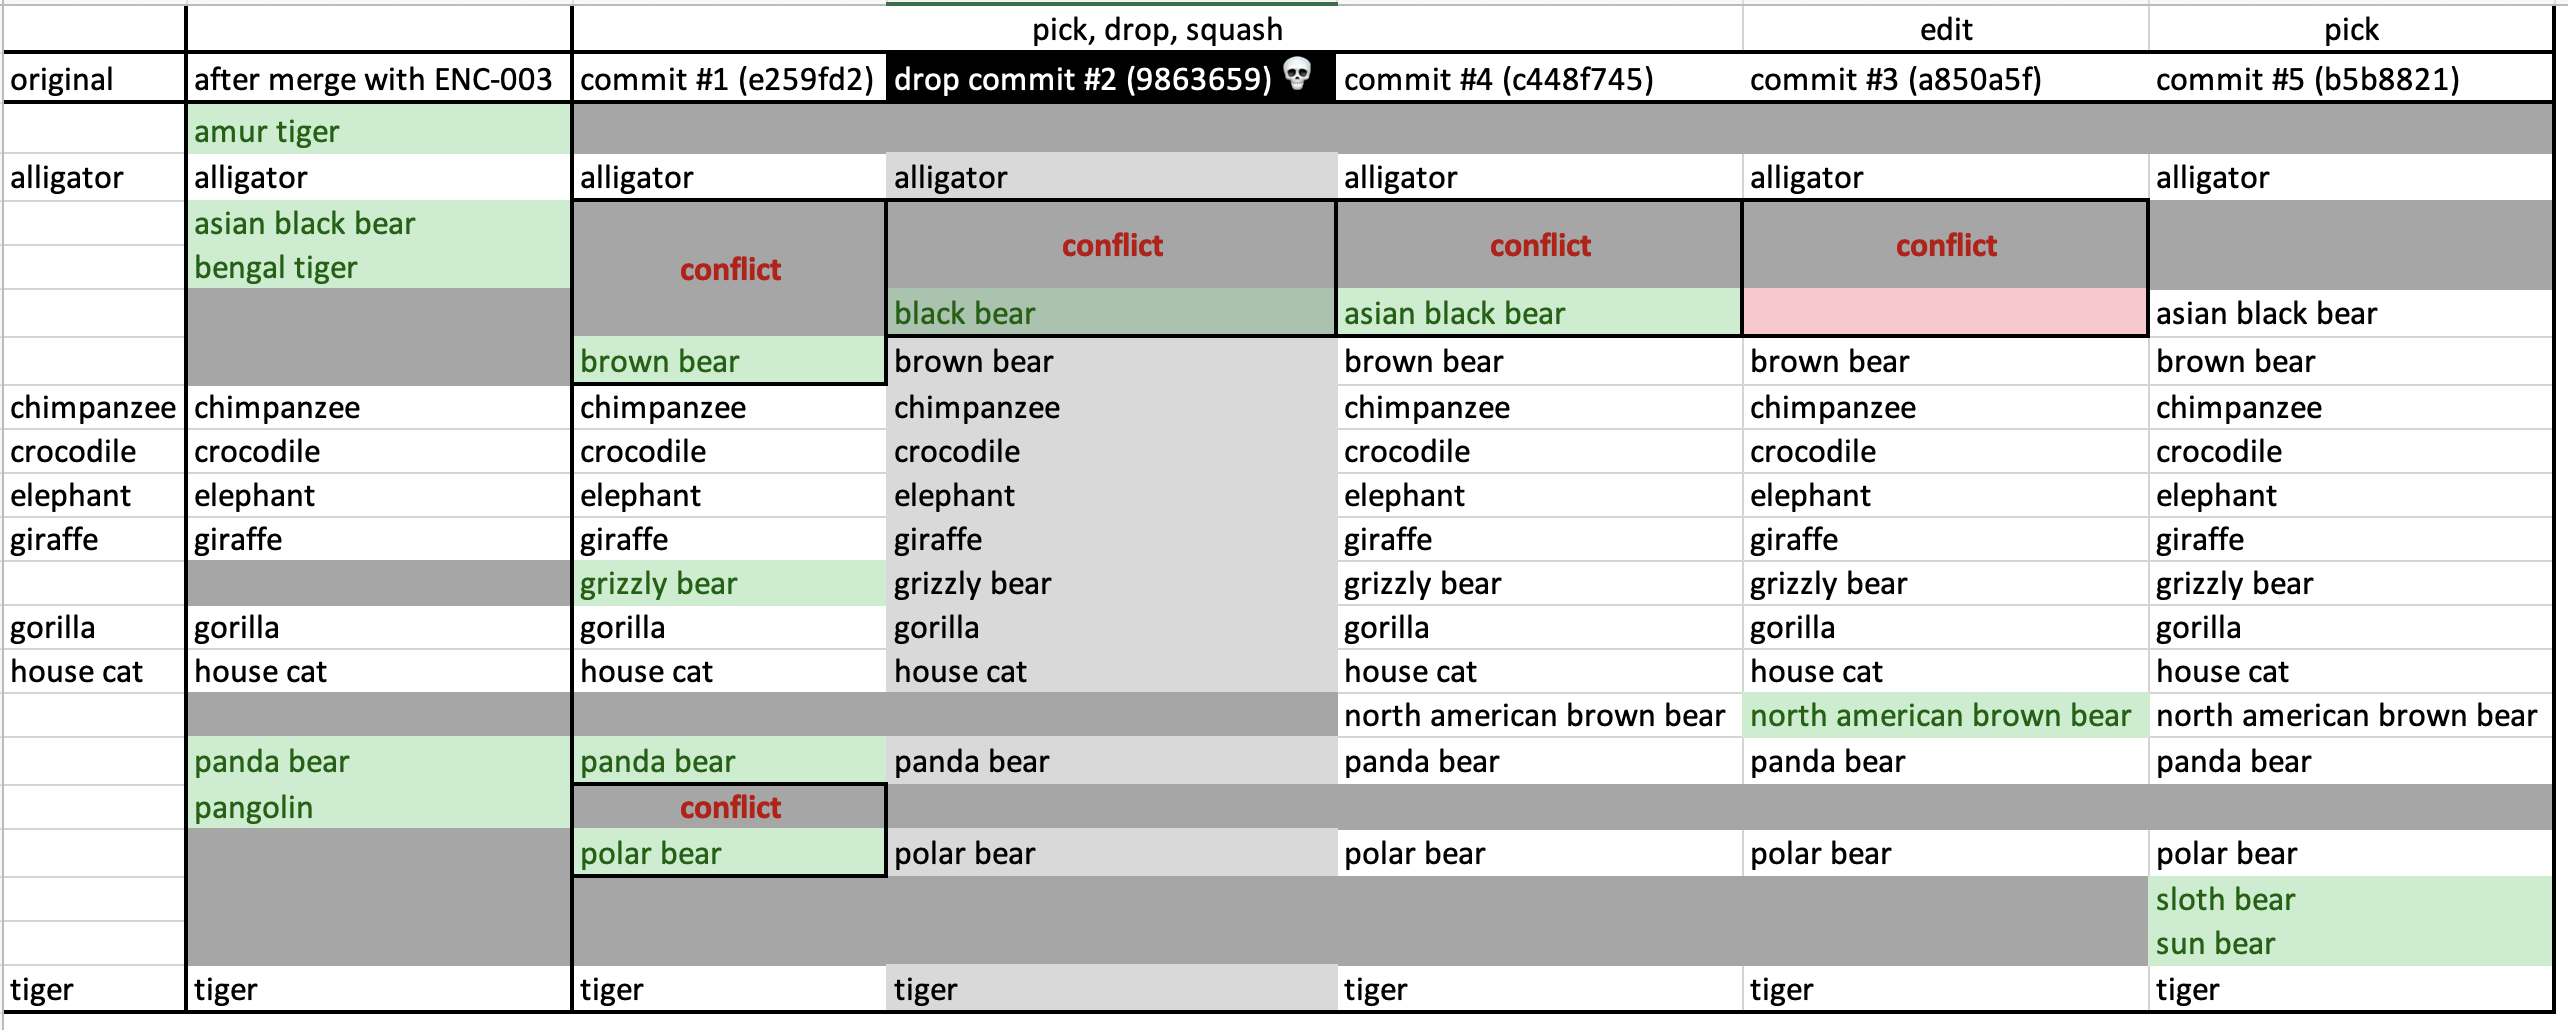 pick, drop, squash edit pick
original after merge with ENC-003 commit #1 (e259fd2) drop commit #2 (9863659) 💀 commit #4 (c448f745) commit #3 (a850a5f) commit #5 (b5b8821)
amur tiger
alligator alligator alligator alligator alligator alligator alligator
asian black bear
conflict conflict conflict
bengal tiger conflict
black bear asian black bear asian black bear
brown bear brown bear brown bear brown bear brown bear
chimpanzee chimpanzee chimpanzee chimpanzee chimpanzee chimpanzee chimpanzee
crocodile crocodile crocodile crocodile crocodile crocodile crocodile
elephant elephant elephant elephant elephant elephant elephant
giraffe giraffe giraffe giraffe giraffe giraffe giraffe
grizzly bear grizzly bear grizzly bear grizzly bear grizzly bear
gorilla gorilla gorilla gorilla gorilla gorilla gorilla
house cat house cat house cat house cat house cat house cat house cat
north american brown bear north american brown bear north american brown bear
panda bear panda bear panda bear panda bear panda bear panda bear
pangolin conflict
polar bear polar bear polar bear polar bear polar bear
sloth bear
sun bear
tiger tiger tiger tiger tiger tiger tiger